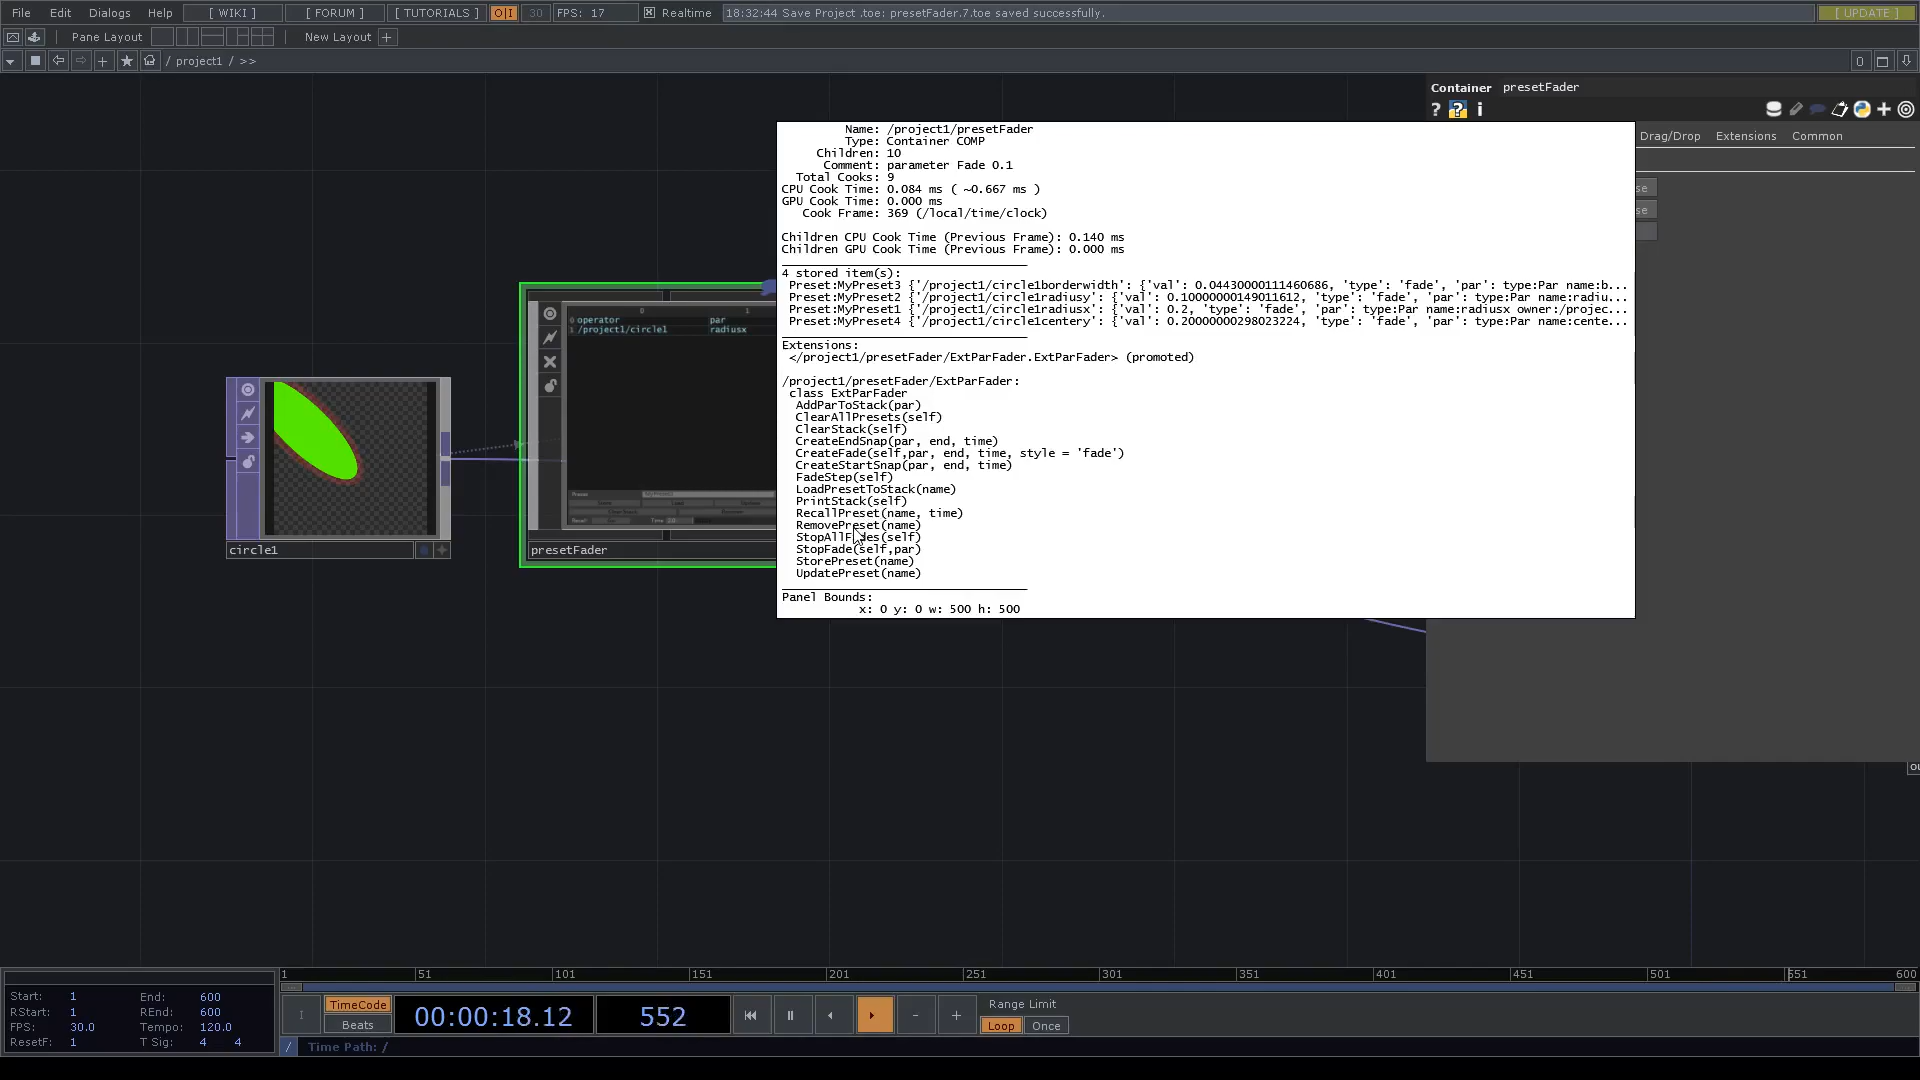 File Edit Dialogs Help [ WIKI ] [ FORUM ] [ TUTORIALS ] O|I 30 FPS: 17 Realtime 18:32:44 Save Project .toe: presetFader.7.toe saved successfully. [ UPDATE ]
Pane Layout New Layout +
/ project1 / >> 0
Container presetFader
Drag/Drop Extensions Common
Name: /project1/presetFader
Type: Container COMP
Children: 10
Comment: parameter Fade 0.1
Total Cooks: 9
CPU Cook Time: 0.084 ms ( ~0.667 ms )
GPU Cook Time: 0.000 ms
Cook Frame: 369 (/local/time/clock)
Children CPU Cook Time (Previous Frame): 0.140 ms
Children GPU Cook Time (Previous Frame): 0.000 ms
4 stored item(s):
Preset:MyPreset3 {'/project1/circle1borderwidth': {'val': 0.04430000111460686, 'type': 'fade', 'par': type:Par name:b...
Preset:MyPreset2 {'/project1/circle1radiusy': {'val': 0.10000000149011612, 'type': 'fade', 'par': type:Par name:radiu...
Preset:MyPreset1 {'/project1/circle1radiusx': {'val': 0.2, 'type': 'fade', 'par': type:Par name:radiusx owner:/projec...
Preset:MyPreset4 {'/project1/circle1centery': {'val': 0.20000000298023224, 'type': 'fade', 'par': type:Par name:cente...
Extensions:
</project1/presetFader/ExtParFader.ExtParFader> (promoted)
/project1/presetFader/ExtParFader:
class ExtParFader
AddParToStack(par)
ClearAllPresets(self)
ClearStack(self)
CreateEndSnap(par, end, time)
CreateFade(self,par, end, time, style = 'fade')
CreateStartSnap(par, end, time)
FadeStep(self)
LoadPresetToStack(name)
PrintStack(self)
RecallPreset(name, time)
RemovePreset(name)
StopAllFades(self)
StopFade(self,par)
StorePreset(name)
UpdatePreset(name)
Panel Bounds:
x: 0 y: 0 w: 500 h: 500
se
se
0 1
0 operator par
1 /project1/circle1 radiusx
circle1
presetFader
ou
1 51 101 151 201 251 301 351 401 451 501 551 600
Start: 1 End: 600
RStart: 1 REnd: 600
FPS: 30.0 Tempo: 120.0
ResetF: 1 T Sig: 4 4
TimeCode
Beats
00:00:18.12
552
Range Limit
Loop Once
/ Time Path: /